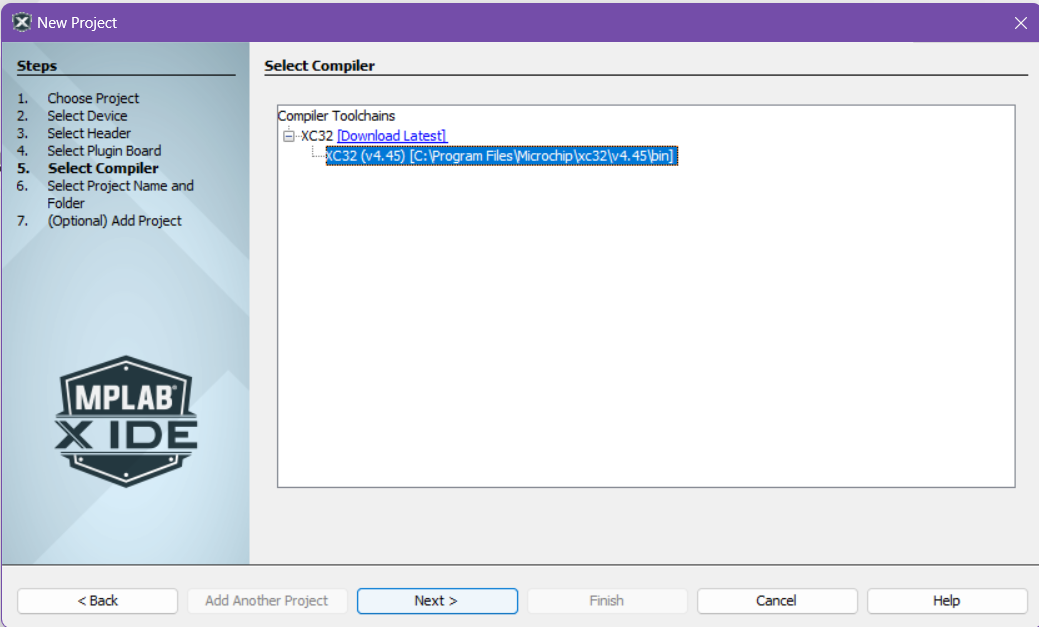 New Project
Steps
1. Choose Project
2. Select Device
3. Select Header
4. Select Plugin Board
5. Select Compiler
6. Select Project Name and
Folder
7. (Optional) Add Project
MPLAB®
X IDE
Select Compiler
Compiler Toolchains
XC32 [Download Latest]
XC32 (v4.45) [C:\Program Files\Microchip\xc32\v4.45\bin]
< Back
Add Another Project
Next >
Finish
Cancel
Help